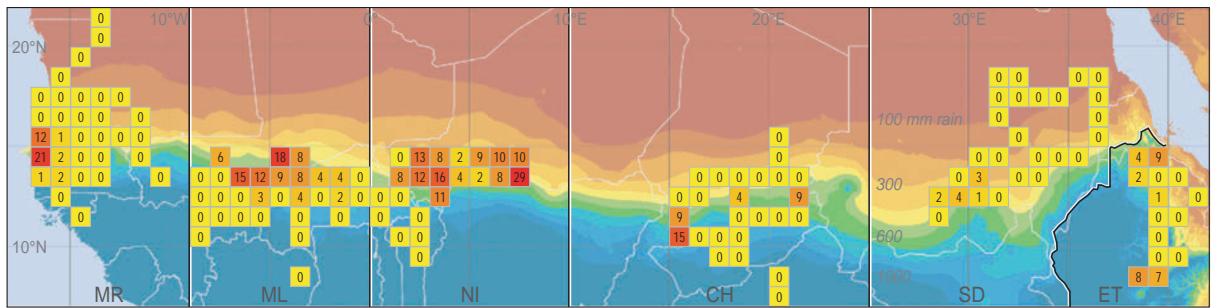 10°W 0° 10°E 20°E 30°E 40°E
0
0
20°N
0
0 0 0 0 0
0 0 0 0 0 0 0 0 0 0
0 0 0 0 0 0 0
100 mm rain
12 1 0 0 0 0 0 0 0
21 2 0 0 0 6 18 8 0 13 8 2 9 10 10 0 0 0 0 0 0 4 9
1 2 0 0 0 0 0 15 12 9 8 4 4 0 8 12 16 4 2 8 29 0 0 0 0 0 0 0 3 0 0 2 0 0
300
0 0 0 0 3 0 4 0 2 0 0 0 11 0 0 4 9 2 4 1 0 1 0
0 0 0 0 0 0 0 0 0 0 9 0 0 0 0 0 0 0
600
10°N
0 0 0 0 15 0 0 0 0 0
0 0 0 0 0
0 0 8 7
0
MR ML NI CH SD ET